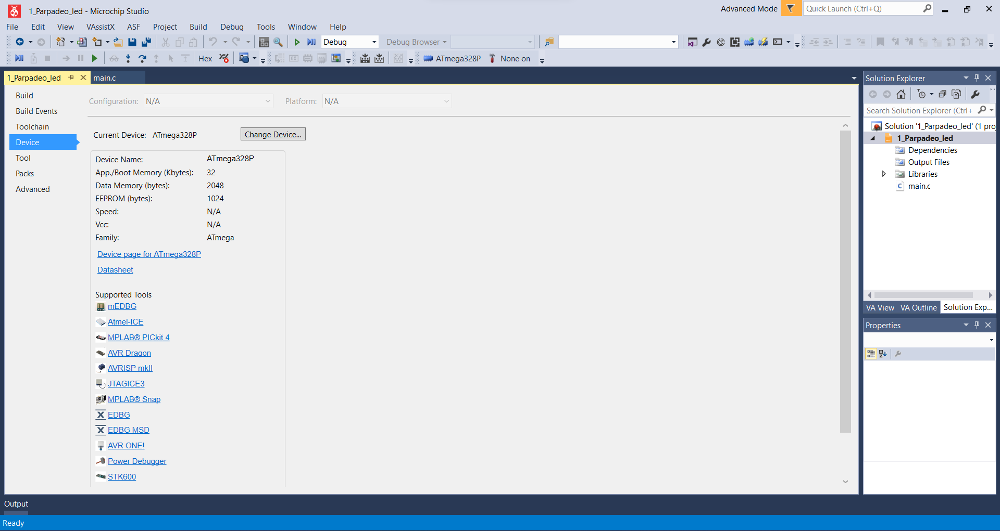 1_Parpadeo_led - Microchip Studio
Advanced Mode
Quick Launch (Ctrl+Q)
File Edit View VAssistX ASF Project Build Debug Tools Window Help
Debug
Debug Browser
Hex
ATmega328P
None on
1_Parpadeo_led
main.c
Build
Build Events
Toolchain
Device
Tool
Packs
Advanced
Configuration: N/A
Platform: N/A
Current Device: ATmega328P
Change Device...
Device Name: ATmega328P
App./Boot Memory (Kbytes): 32
Data Memory (bytes): 2048
EEPROM (bytes): 1024
Speed: N/A
Vcc: N/A
Family: ATmega
Device page for ATmega328P
Datasheet
Supported Tools
mEDBG
Atmel-ICE
MPLAB® PICkit 4
AVR Dragon
AVRISP mkII
JTAGICE3
MPLAB® Snap
EDBG
EDBG MSD
AVR ONE!
Power Debugger
STK600
Solution Explorer
Search Solution Explorer (Ctrl+
Solution '1_Parpadeo_led' (1 proj
1_Parpadeo_led
Dependencies
Output Files
Libraries
main.c
VA View VA Outline Solution Exp...
Properties
Output
Ready